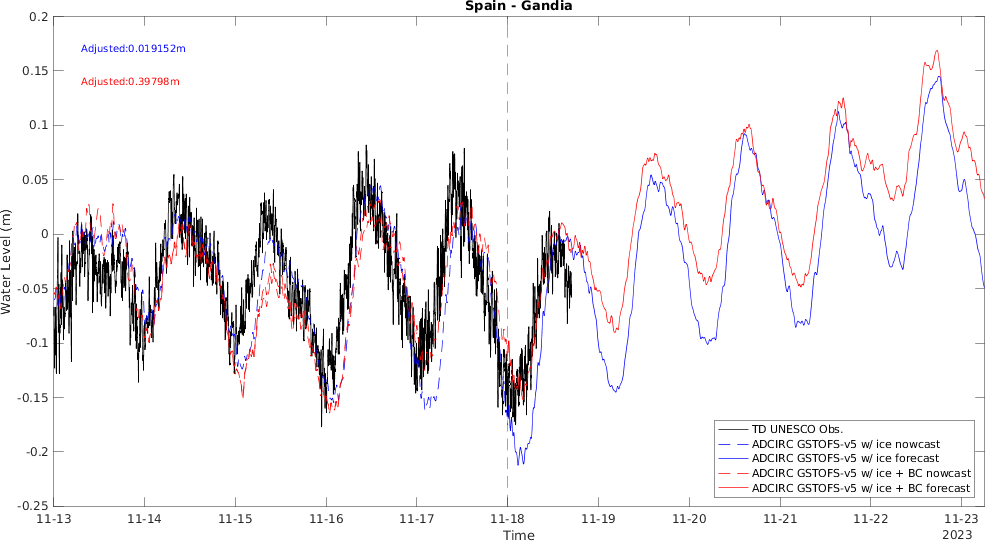 Spain - Gandia
Adjusted:0.019152m
Adjusted:0.39798m
Water Level (m)
0.2
0.15
0.1
0.05
0
-0.05
-0.1
-0.15
-0.2
-0.25
11-13 11-14 11-15 11-16 11-17 11-18 11-19 11-20 11-21 11-22 11-23
2023
Time
TD UNESCO Obs.
ADCIRC GSTOFS-v5 w/ ice nowcast
ADCIRC GSTOFS-v5 w/ ice forecast
ADCIRC GSTOFS-v5 w/ ice + BC nowcast
ADCIRC GSTOFS-v5 w/ ice + BC forecast